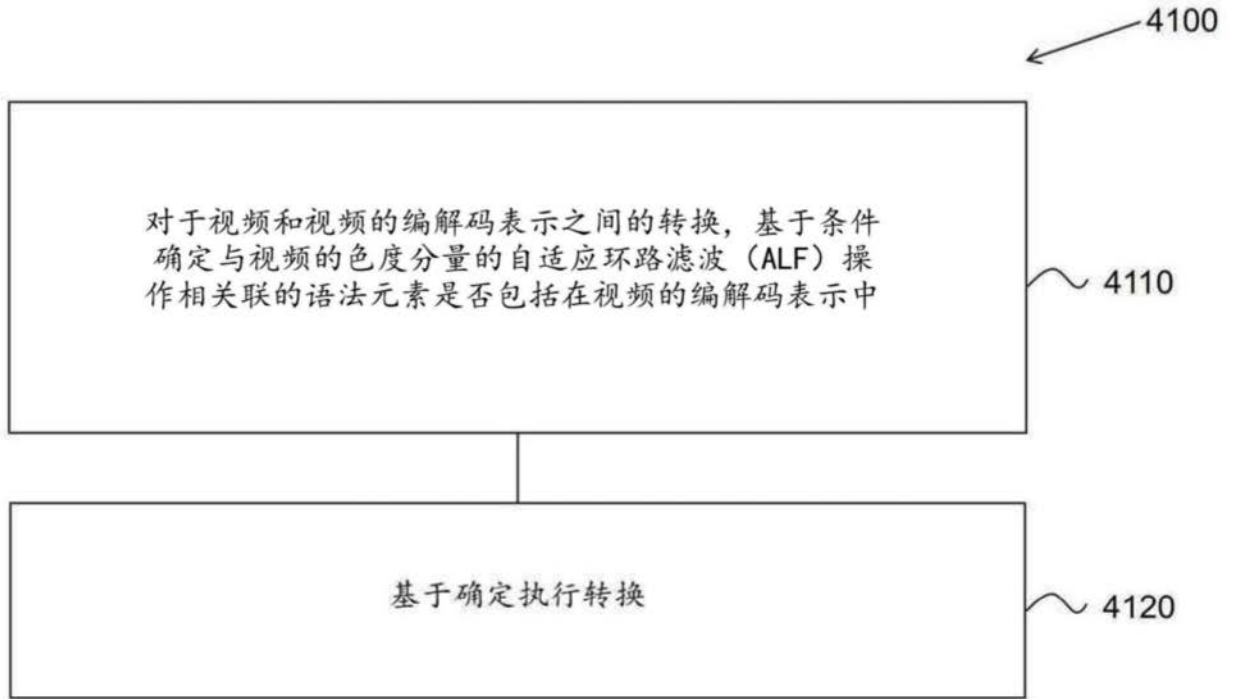 4100
对于视频和视频的编解码表示之间的转换，基于条件
确定与视频的色度分量的自适应环路滤波（ALF）操
作相关联的语法元素是否包括在视频的编解码表示中
4110
基于确定执行转换
4120